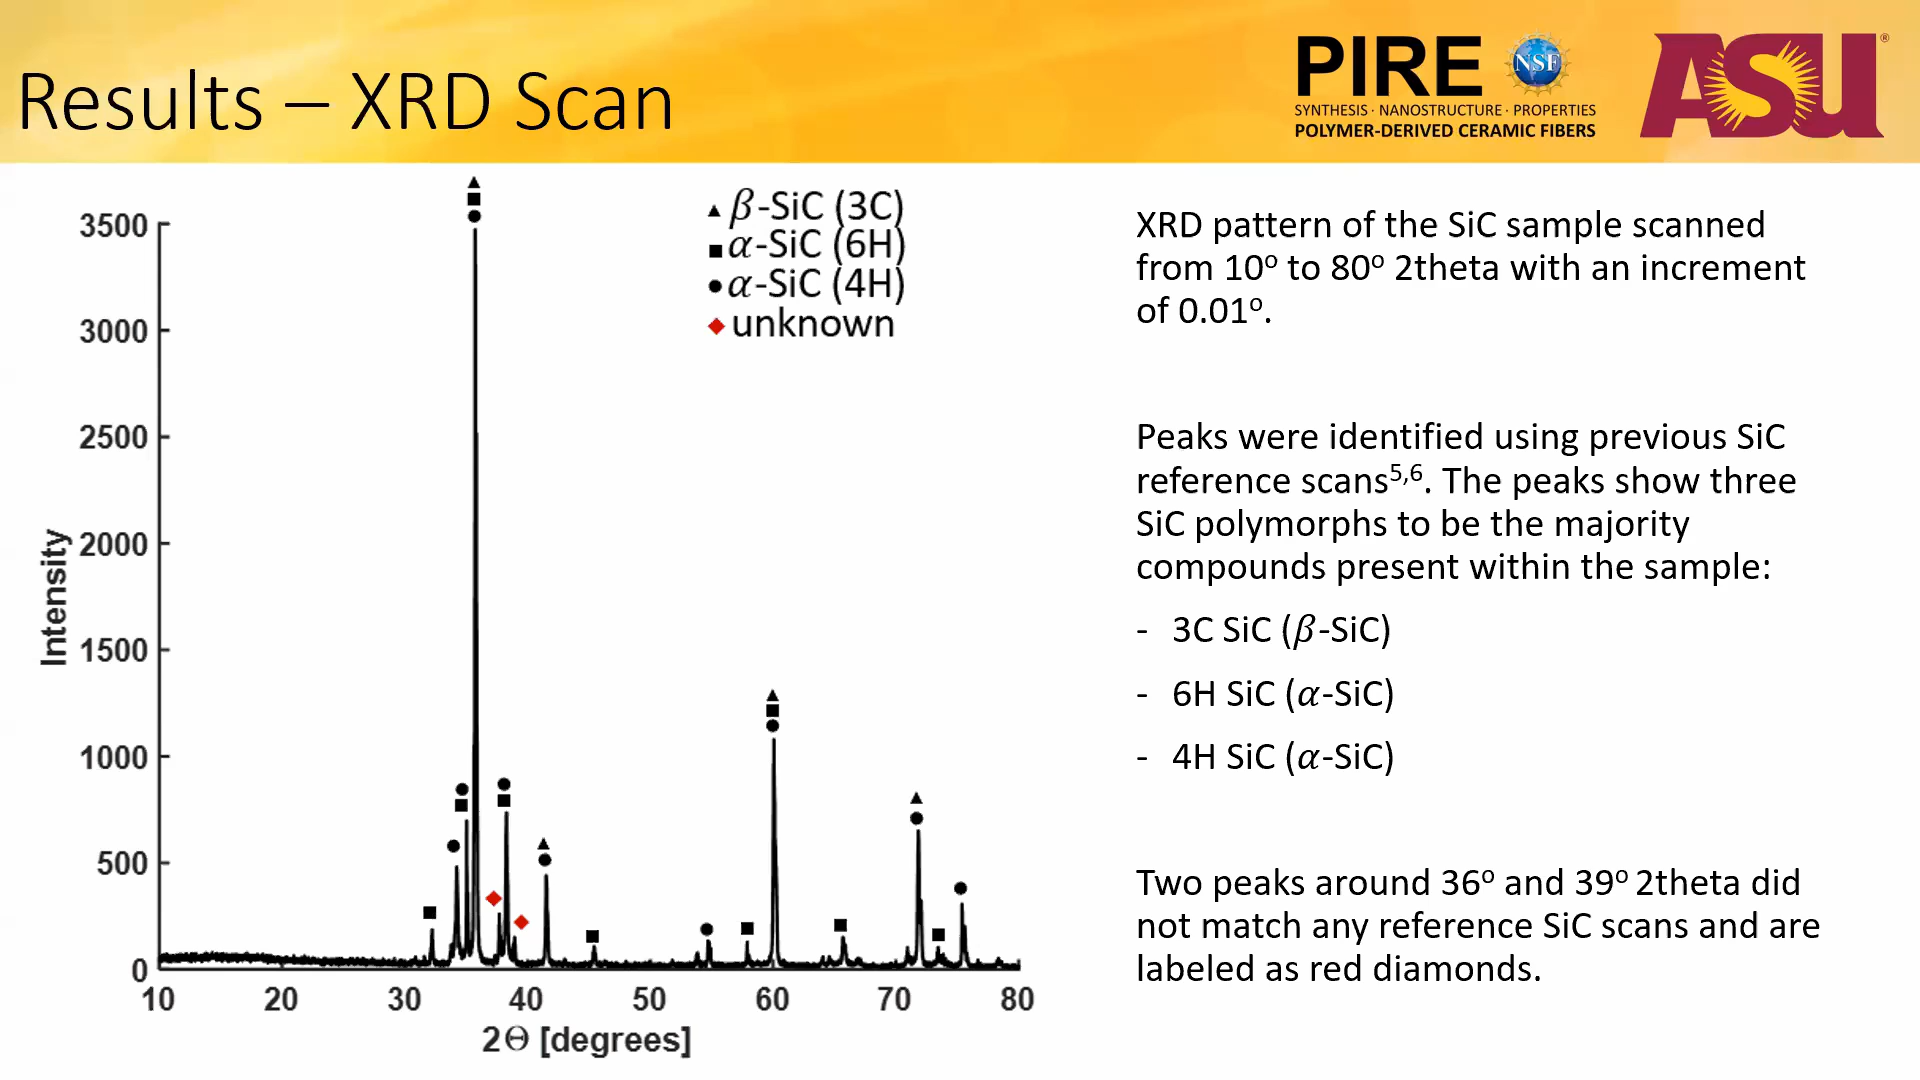 Results – XRD Scan
PIRE
NSF
SYNTHESIS · NANOSTRUCTURE · PROPERTIES
POLYMER-DERIVED CERAMIC FIBERS
ASU®
β-SiC (3C)
α-SiC (6H)
α-SiC (4H)
unknown
3500
3000
2500
2000
1500
1000
500
0
Intensity
10 20 30 40 50 60 70 80
2Θ [degrees]
XRD pattern of the SiC sample scanned
from 10º to 80º 2theta with an increment
of 0.01º.
Peaks were identified using previous SiC
reference scans⁵,⁶. The peaks show three
SiC polymorphs to be the majority
compounds present within the sample:
- 3C SiC (β-SiC)
- 6H SiC (α-SiC)
- 4H SiC (α-SiC)
Two peaks around 36º and 39º 2theta did
not match any reference SiC scans and are
labeled as red diamonds.